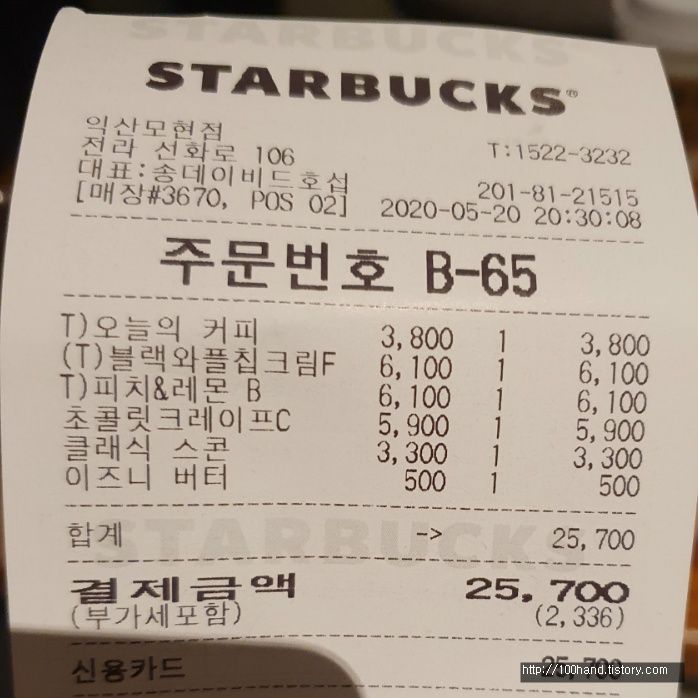 STARBUCKS®
익산모현점
전라 선화로 106 T:1522-3232
대표:송데이비드호섭 201-81-21515
[매장#3670, POS 02] 2020-05-20 20:30:08
주문번호 B-65
T)오늘의 커피 3,800 1 3,800
(T)블랙와플칩크림F 6,100 1 6,100
T)피치&레몬 B 6,100 1 6,100
초콜릿크레이프C 5,900 1 5,900
클래식 스콘 3,300 1 3,300
이즈니 버터 500 1 500
합계 -> 25,700
결제금액 25,700
(부가세포함) (2,336)
신용카드 25,700
http://100hand.tistory.com